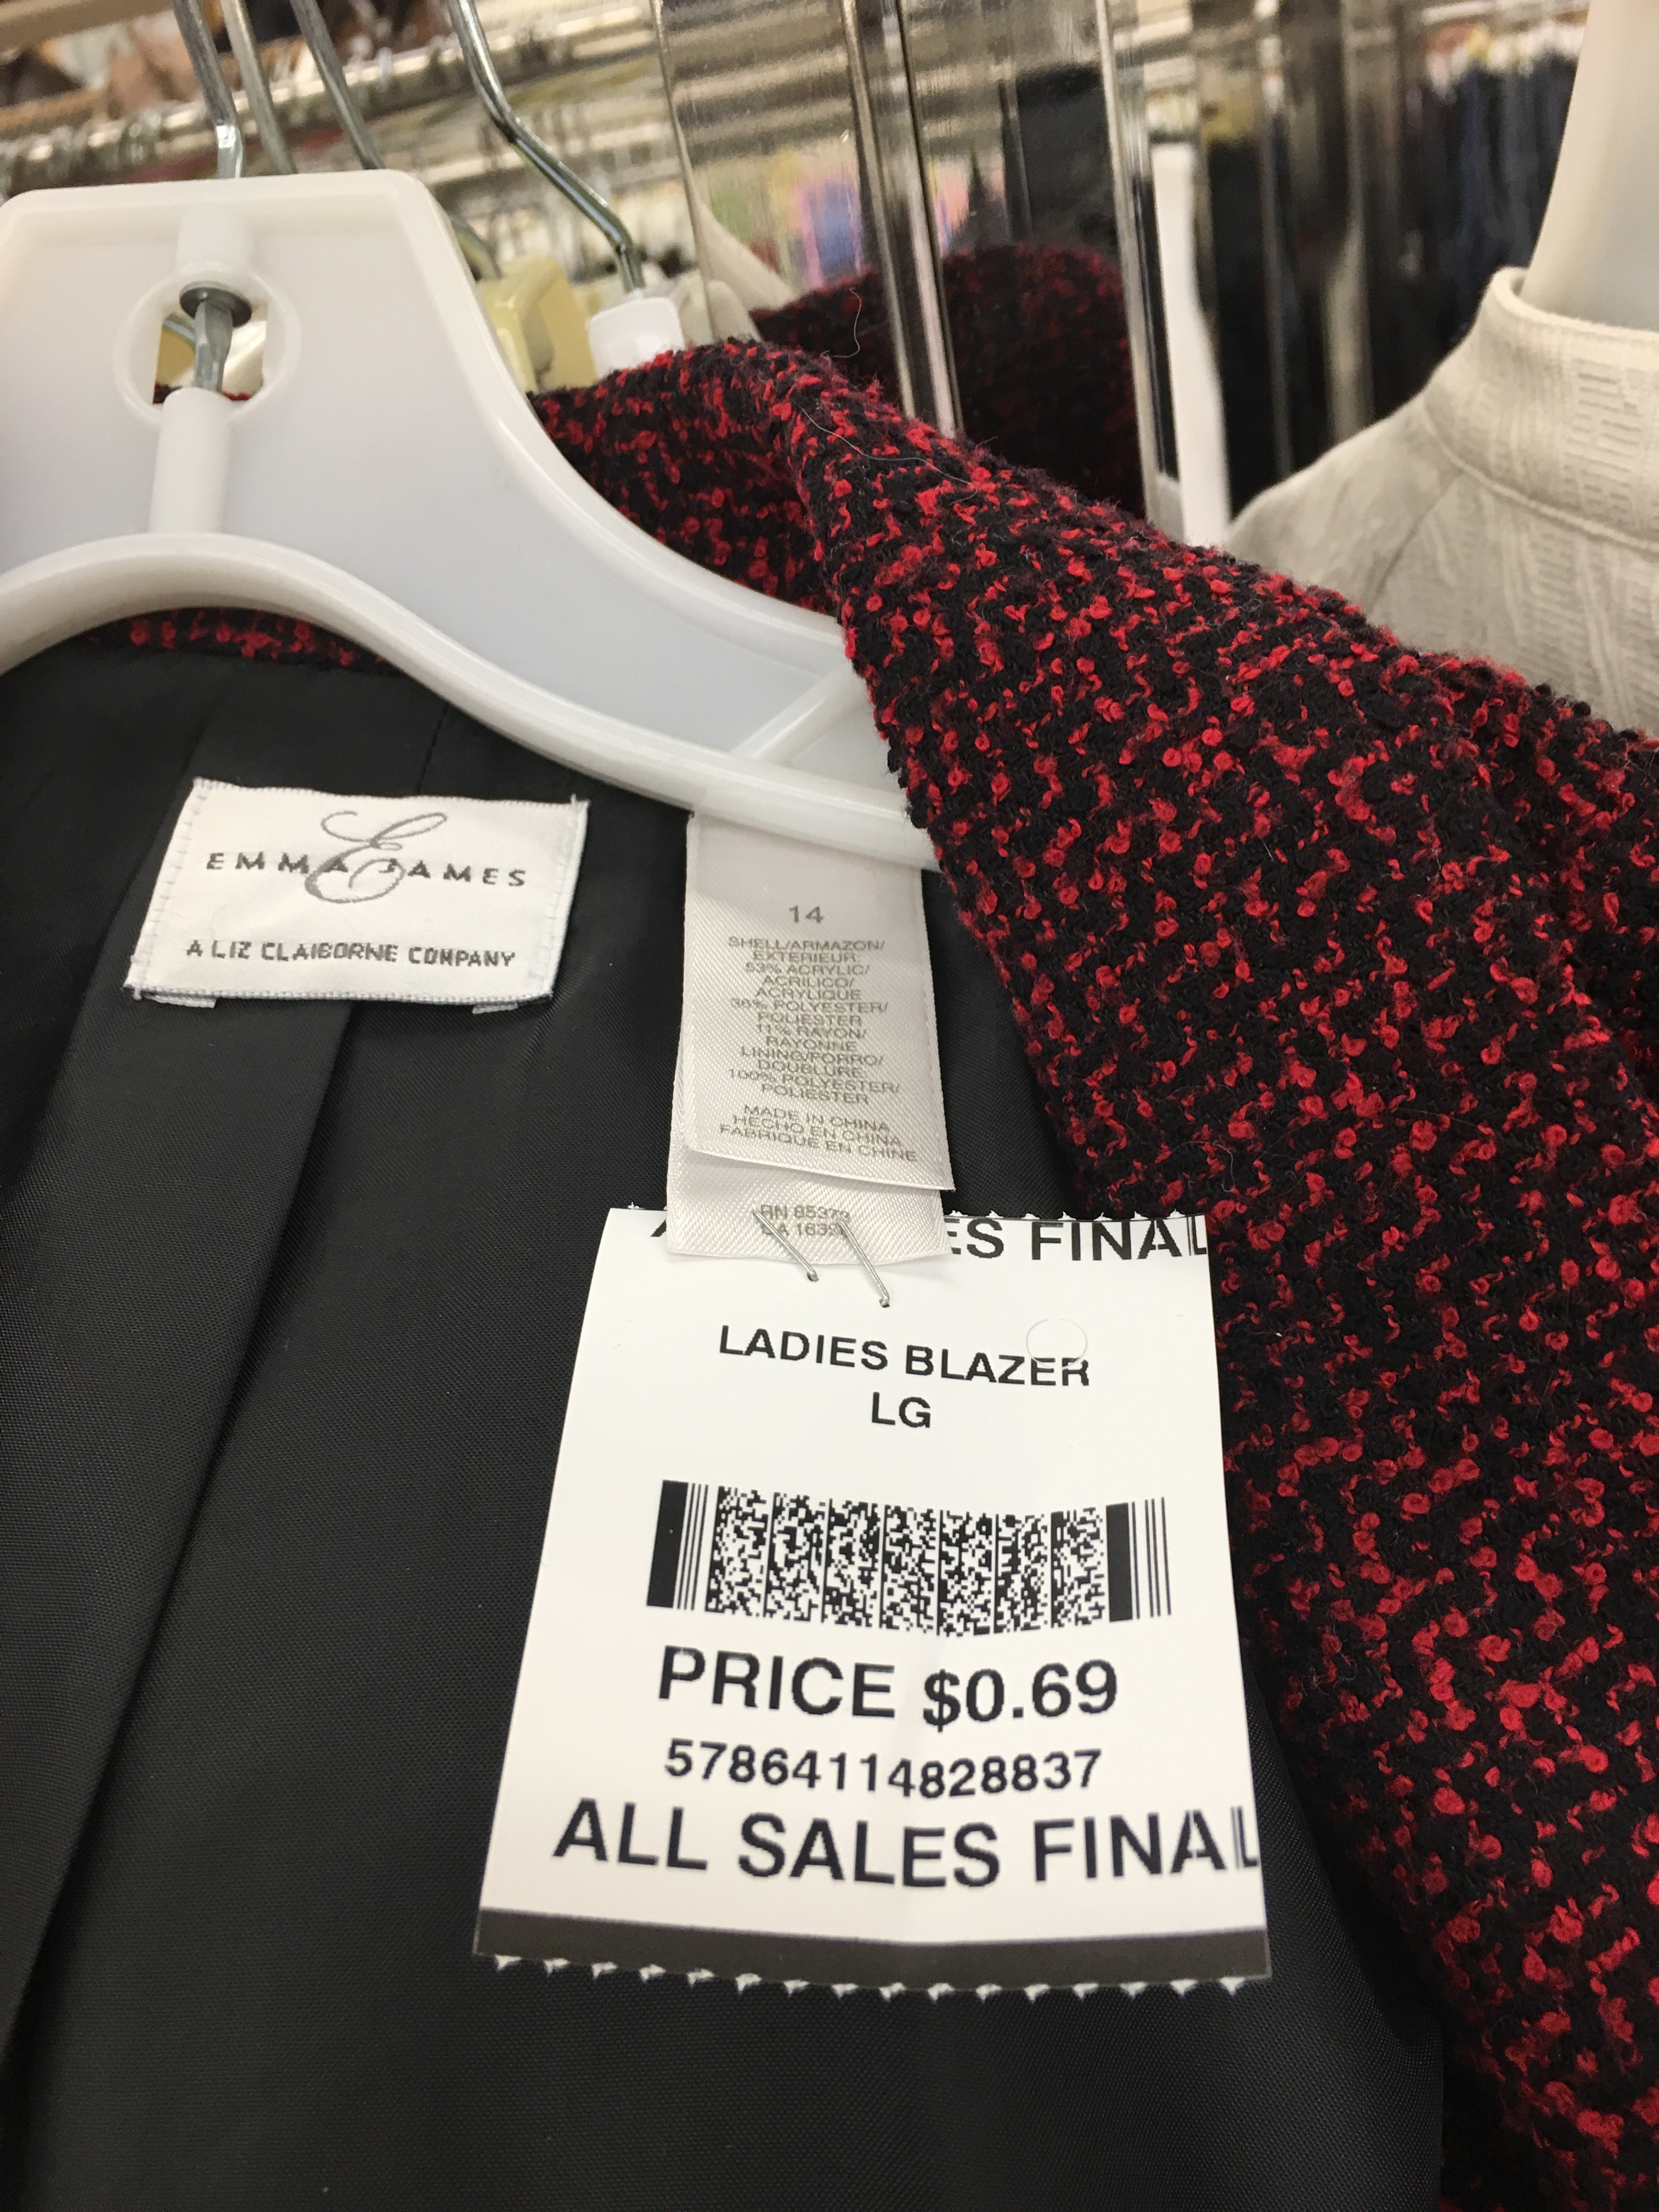 EMMA JAMES
A LIZ CLAIBORNE COMPANY
14
SHELL/ARMAZON/
EXTERIEUR:
53% ACRYLIC/
ACRILICO/
ACRYLIQUE
36% POLYESTER/
POLIESTER
11% RAYON/
RAYONNE
LINING/FORRO/
DOUBLURE:
100% POLYESTER/
POLIESTER
MADE IN CHINA
HECHO EN CHINA
FABRIQUE EN CHINE
RN
FINAL
LADIES BLAZER
LG
PRICE $0.69
57864114828837
ALL SALES FINAL